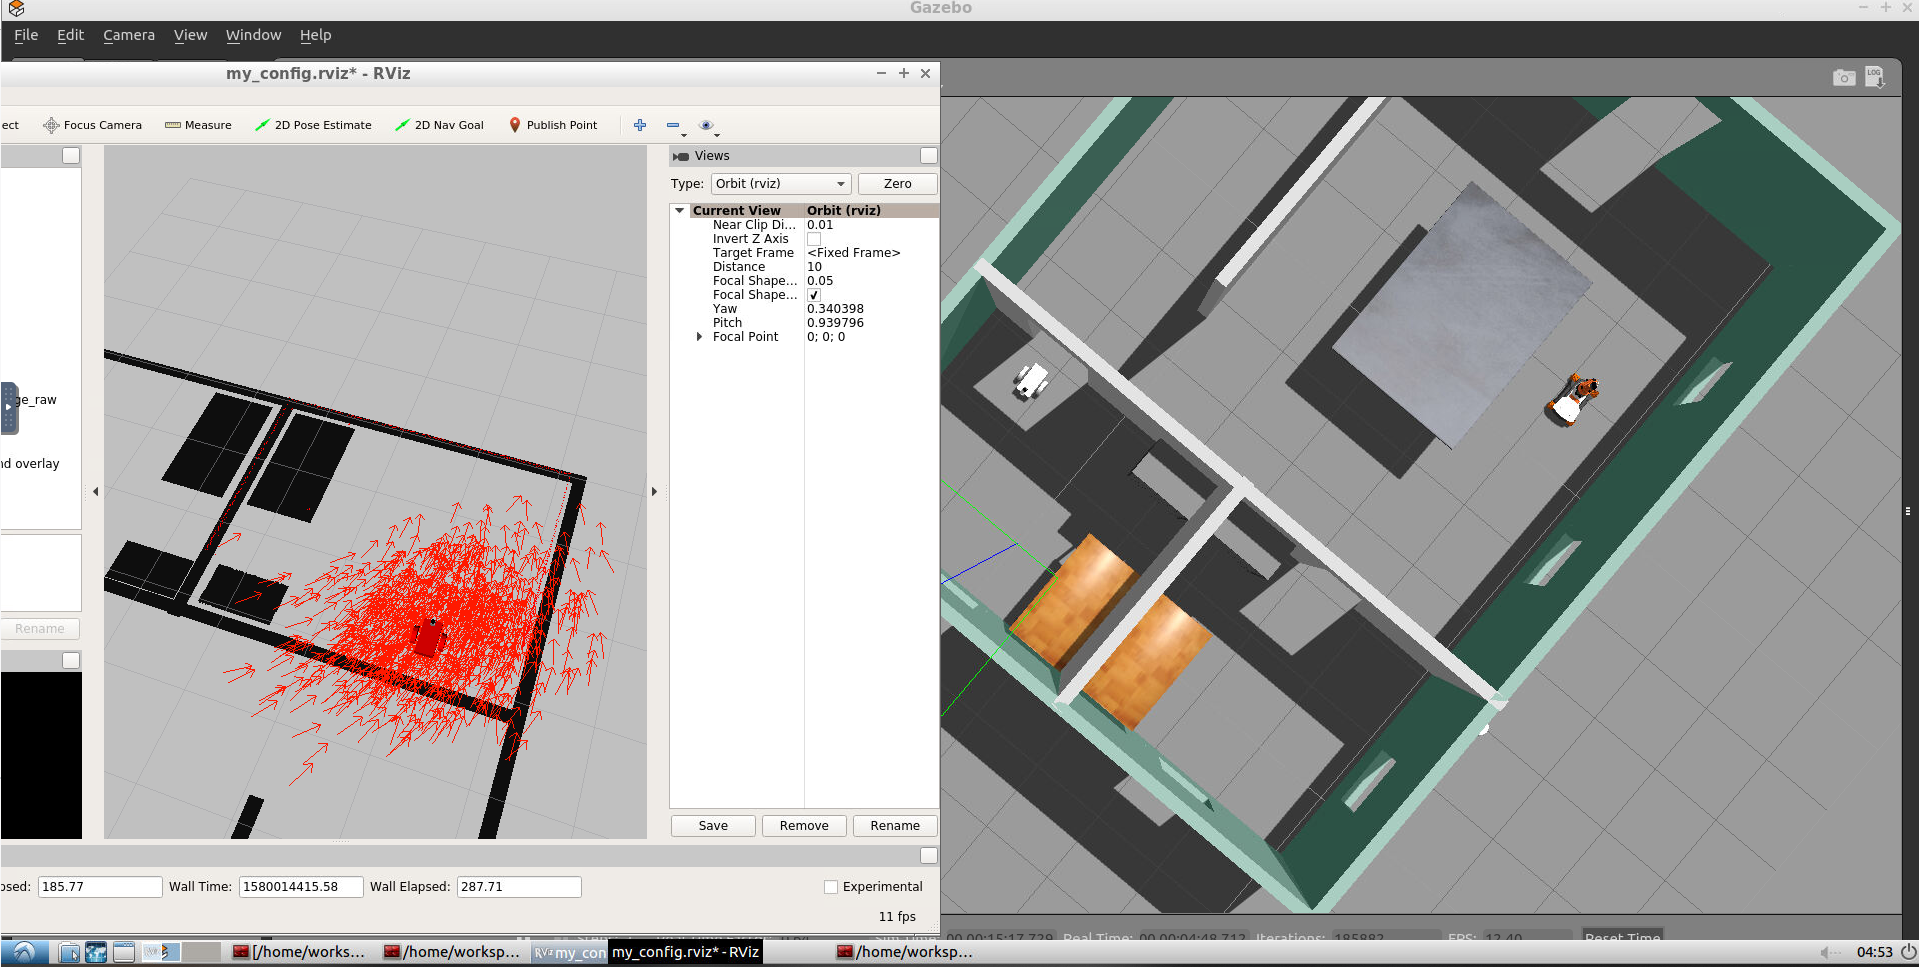 Gazebo
File Edit Camera View Window Help
my_config.rviz* - RViz
ect Focus Camera Measure 2D Pose Estimate 2D Nav Goal Publish Point
LOG
Views
Type: Orbit (rviz) Zero
Current View Orbit (rviz)
Near Clip Di... 0.01
Invert Z Axis
Target Frame <Fixed Frame>
Distance 10
Focal Shape... 0.05
Focal Shape...
Yaw 0.340398
Pitch 0.939796
Focal Point 0; 0; 0
ge_raw
nd overlay
Rename
Save Remove Rename
osed: 185.77 Wall Time: 1580014415.58 Wall Elapsed: 287.71 Experimental
11 fps
00:00:15:17.729 Real Time: 00:00:04:48.712 Iterations: 185882 FPS: 12.40 Reset Time
[/home/works... /home/worksp... my_con my_config.rviz* - RViz /home/worksp... 04:53